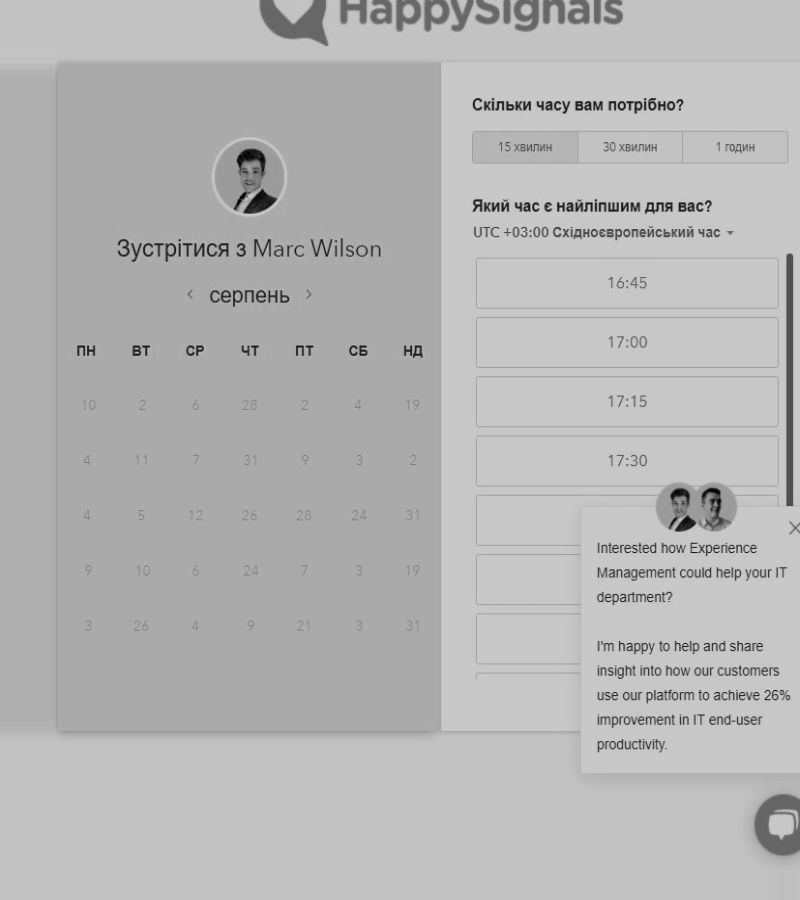 HappySignals
Зустрітися з Marc Wilson
серпень
ПН ВТ СР ЧТ ПТ СБ НД
10 2 6 28 2 4 19
4 11 7 31 9 3 2
4 5 12 26 28 24 31
9 10 6 24 7 3 19
3 26 4 9 21 3 31
Скільки часу вам потрібно?
15 хвилин 30 хвилин 1 годин
Який час є найліпшим для вас?
UTC +03:00 Східноєвропейський час
16:45
17:00
17:15
17:30
Interested how Experience
Management could help your IT
department?
I'm happy to help and share
insight into how our customers
use our platform to achieve 26%
improvement in IT end-user
productivity.